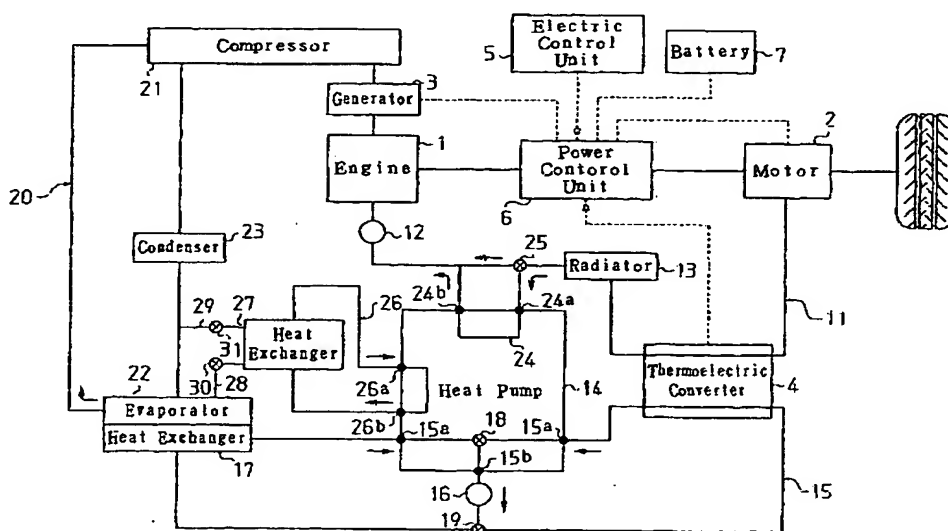 Compressor
21
3
Generator
Electric
Control
Unit
5
Battery
7
1
Engine
Power
Contorol
Unit
6
2
Motor
20
23
Condenser
12
25
Radiator
13
24b
24a
24
11
29
27
31
26
Heat
Exchanger
30
28
26a
Heat Pump
14
Thermoelectric
Converter
4
22
Evaporator
26b
15a
18
15a
Heat Exchanger
17
15b
16
15
19